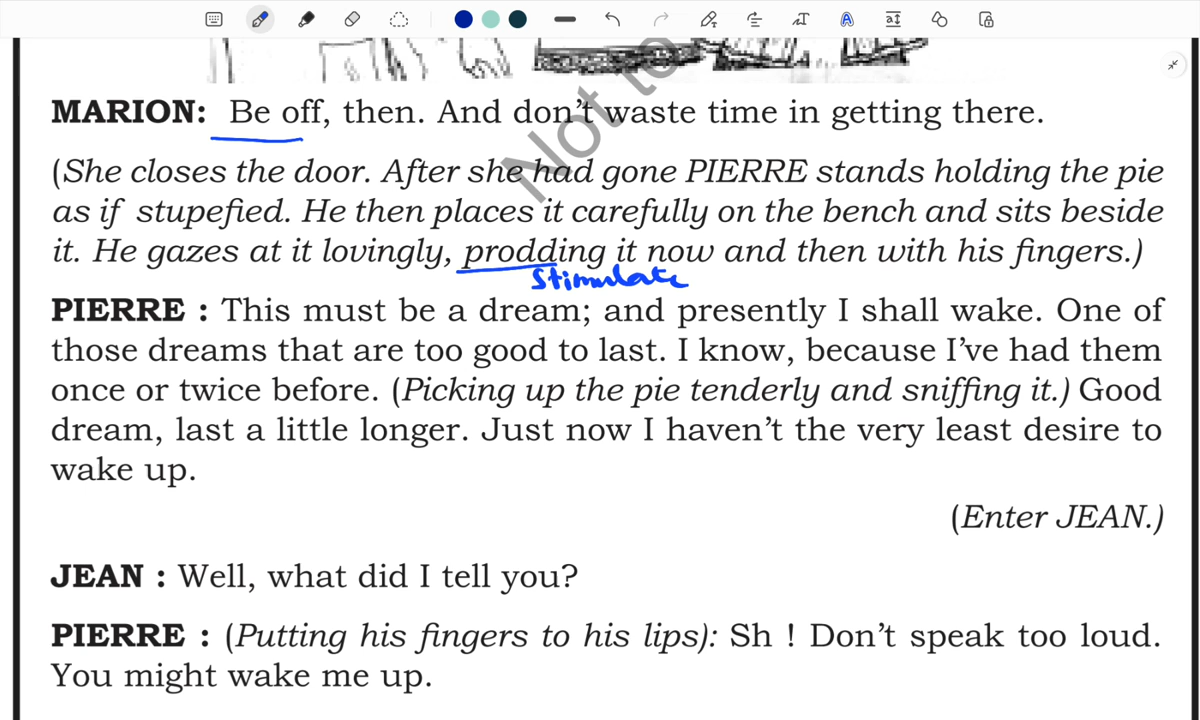 MARION: Be off, then. And don't waste time in getting there.
(She closes the door. After she had gone PIERRE stands holding the pie
as if stupefied. He then places it carefully on the bench and sits beside
it. He gazes at it lovingly, prodding it now and then with his fingers.)
Stimulate
PIERRE : This must be a dream; and presently I shall wake. One of
those dreams that are too good to last. I know, because I've had them
once or twice before. (Picking up the pie tenderly and sniffing it.) Good
dream, last a little longer. Just now I haven't the very least desire to
wake up.
(Enter JEAN.)
JEAN : Well, what did I tell you?
PIERRE : (Putting his fingers to his lips): Sh ! Don't speak too loud.
You might wake me up.
Not to